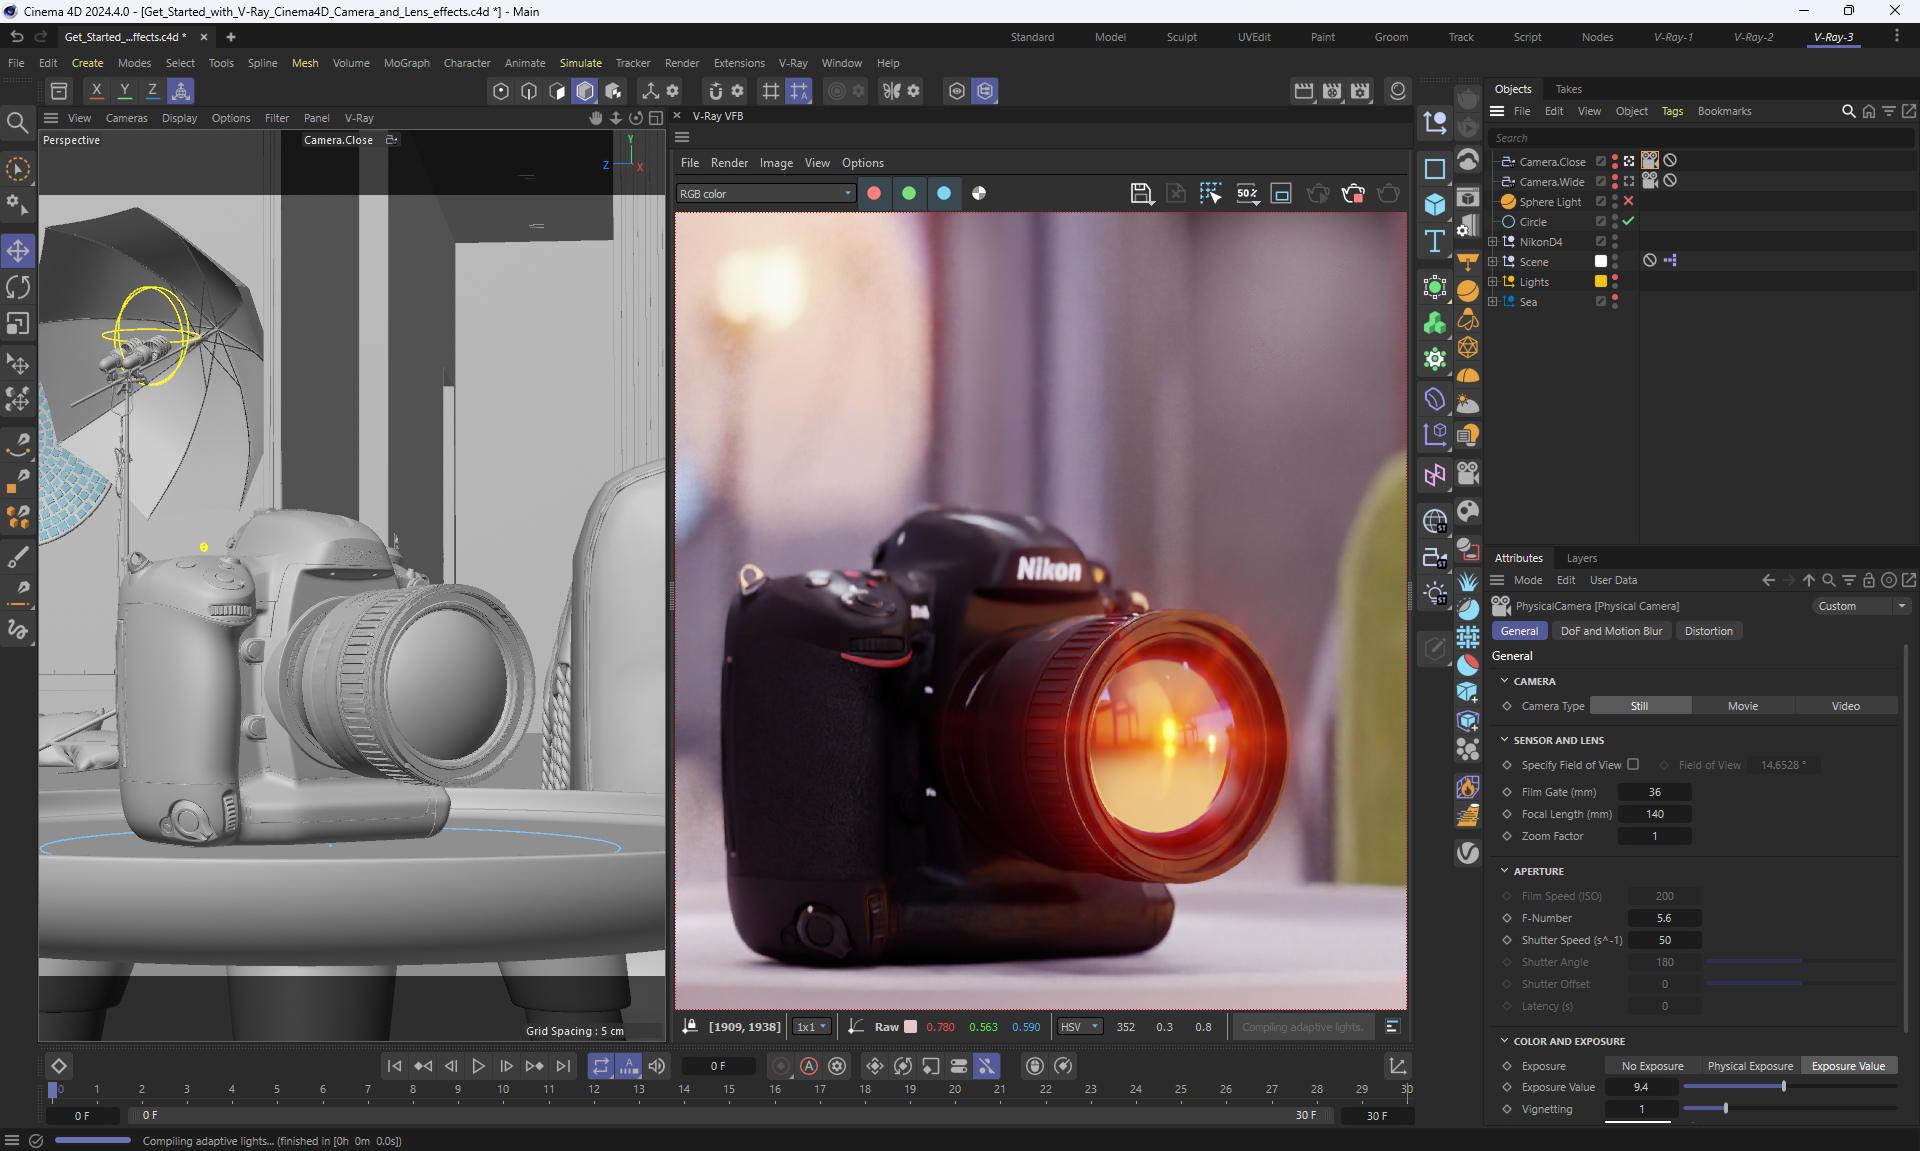 Cinema 4D 2024.4.0 - [Get_Started_with_V-Ray_Cinema4D_Camera_and_Lens_effects.c4d *] - Main
Get_Started_...ffects.c4d *
Standard Model Sculpt UVEdit Paint Groom Track Script Nodes V-Ray-1 V-Ray-2 V-Ray-3
File Edit Create Modes Select Tools Spline Mesh Volume MoGraph Character Animate Simulate Tracker Render Extensions V-Ray Window Help
X Y Z
View Cameras Display Options Filter Panel V-Ray
Perspective
Camera.Close
Y
Z
X
Grid Spacing : 5 cm
V-Ray VFB
File Render Image View Options
RGB color
50%
Nikon
[1909, 1938] 1x1 Raw 0.780 0.563 0.590 HSV 352 0.3 0.8 Compiling adaptive lights.
Objects Takes
File Edit View Object Tags Bookmarks
Search
Camera.Close
Camera.Wide
Sphere Light
Circle
NikonD4
Scene
Lights
Sea
Attributes Layers
Mode Edit User Data
PhysicalCamera [Physical Camera] Custom
General DoF and Motion Blur Distortion
General
CAMERA
Camera Type Still Movie Video
SENSOR AND LENS
Specify Field of View Field of View 14.6528 °
Film Gate (mm) 36
Focal Length (mm) 140
Zoom Factor 1
APERTURE
Film Speed (ISO) 200
F-Number 5.6
Shutter Speed (s^-1) 50
Shutter Angle 180
Shutter Offset 0
Latency (s) 0
COLOR AND EXPOSURE
Exposure No Exposure Physical Exposure Exposure Value
Exposure Value 9.4
Vignetting 1
0 F
0 1 2 3 4 5 6 7 8 9 10 11 12 13 14 15 16 17 18 19 20 21 22 23 24 25 26 27 28 29 30
0 F 0 F 30 F 30 F
Compiling adaptive lights... (finished in [0h 0m 0.0s])